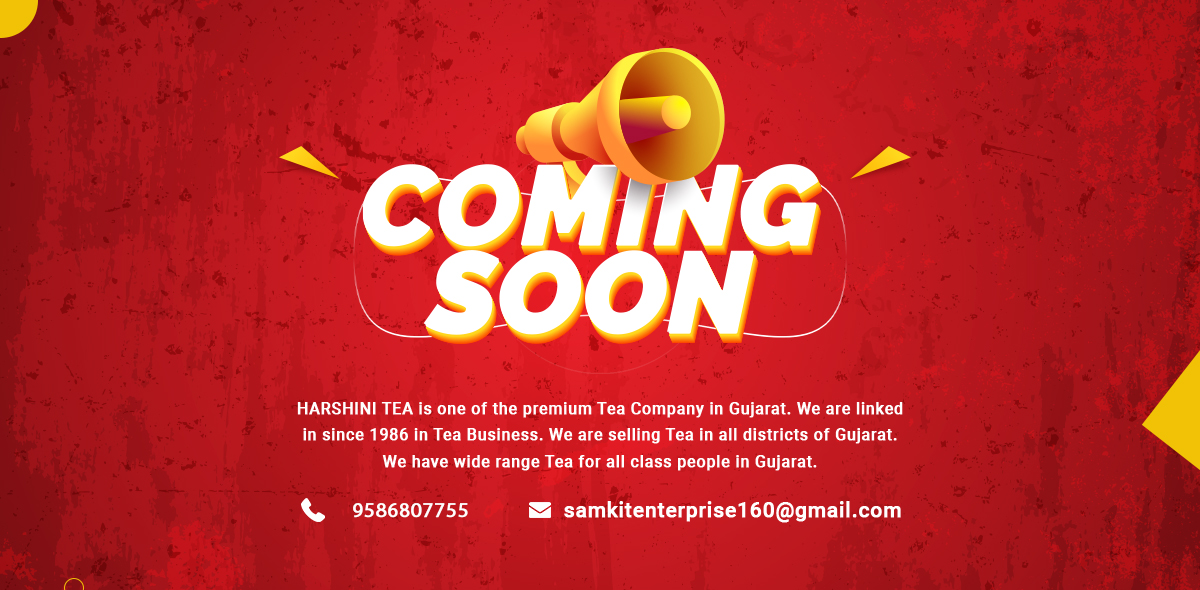 COMING
SOON
HARSHINI TEA is one of the premium Tea Company in Gujarat. We are linked
in since 1986 in Tea Business. We are selling Tea in all districts of Gujarat.
We have wide range Tea for all class people in Gujarat.
9586807755 samkitenterprise160@gmail.com